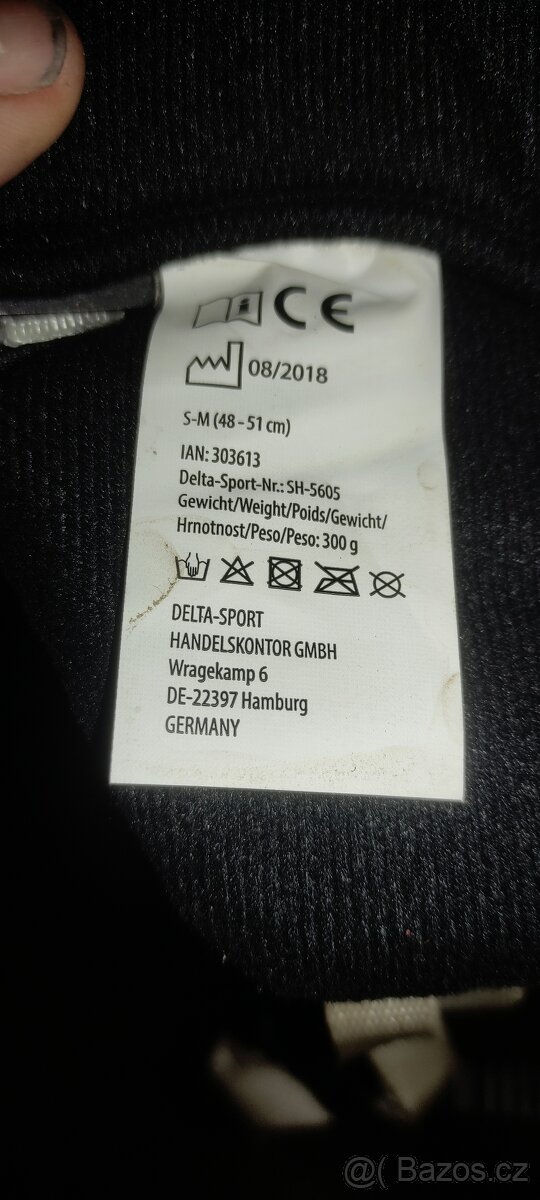 CE
08/2018
S-M (48 - 51 cm)
IAN: 303613
Delta-Sport-Nr.: SH-5605
Gewicht/Weight/Poids/Gewicht/
Hrnotnost/Peso/Peso: 300 g
DELTA-SPORT
HANDELSKONTOR GMBH
Wragekamp 6
DE-22397 Hamburg
GERMANY
@( Bazos.cz